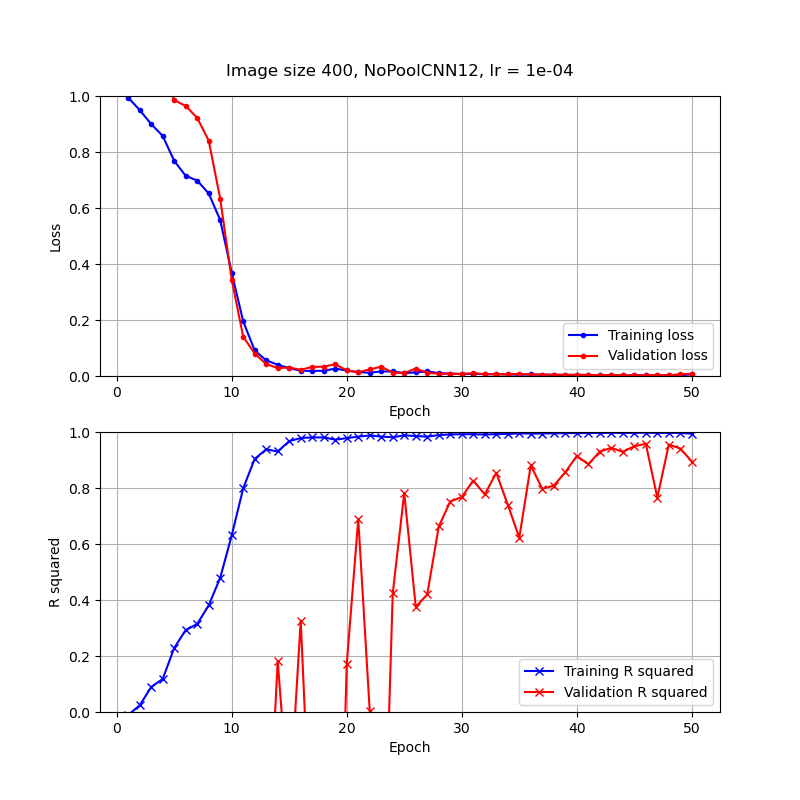 Image size 400, NoPoolCNN12, lr = 1e-04
1.0
0.8
0.6
0.4
0.2
0.0
Loss
0 10 20 30 40 50
Epoch
Training loss
Validation loss
1.0
0.8
0.6
0.4
0.2
0.0
R squared
0 10 20 30 40 50
Epoch
Training R squared
Validation R squared